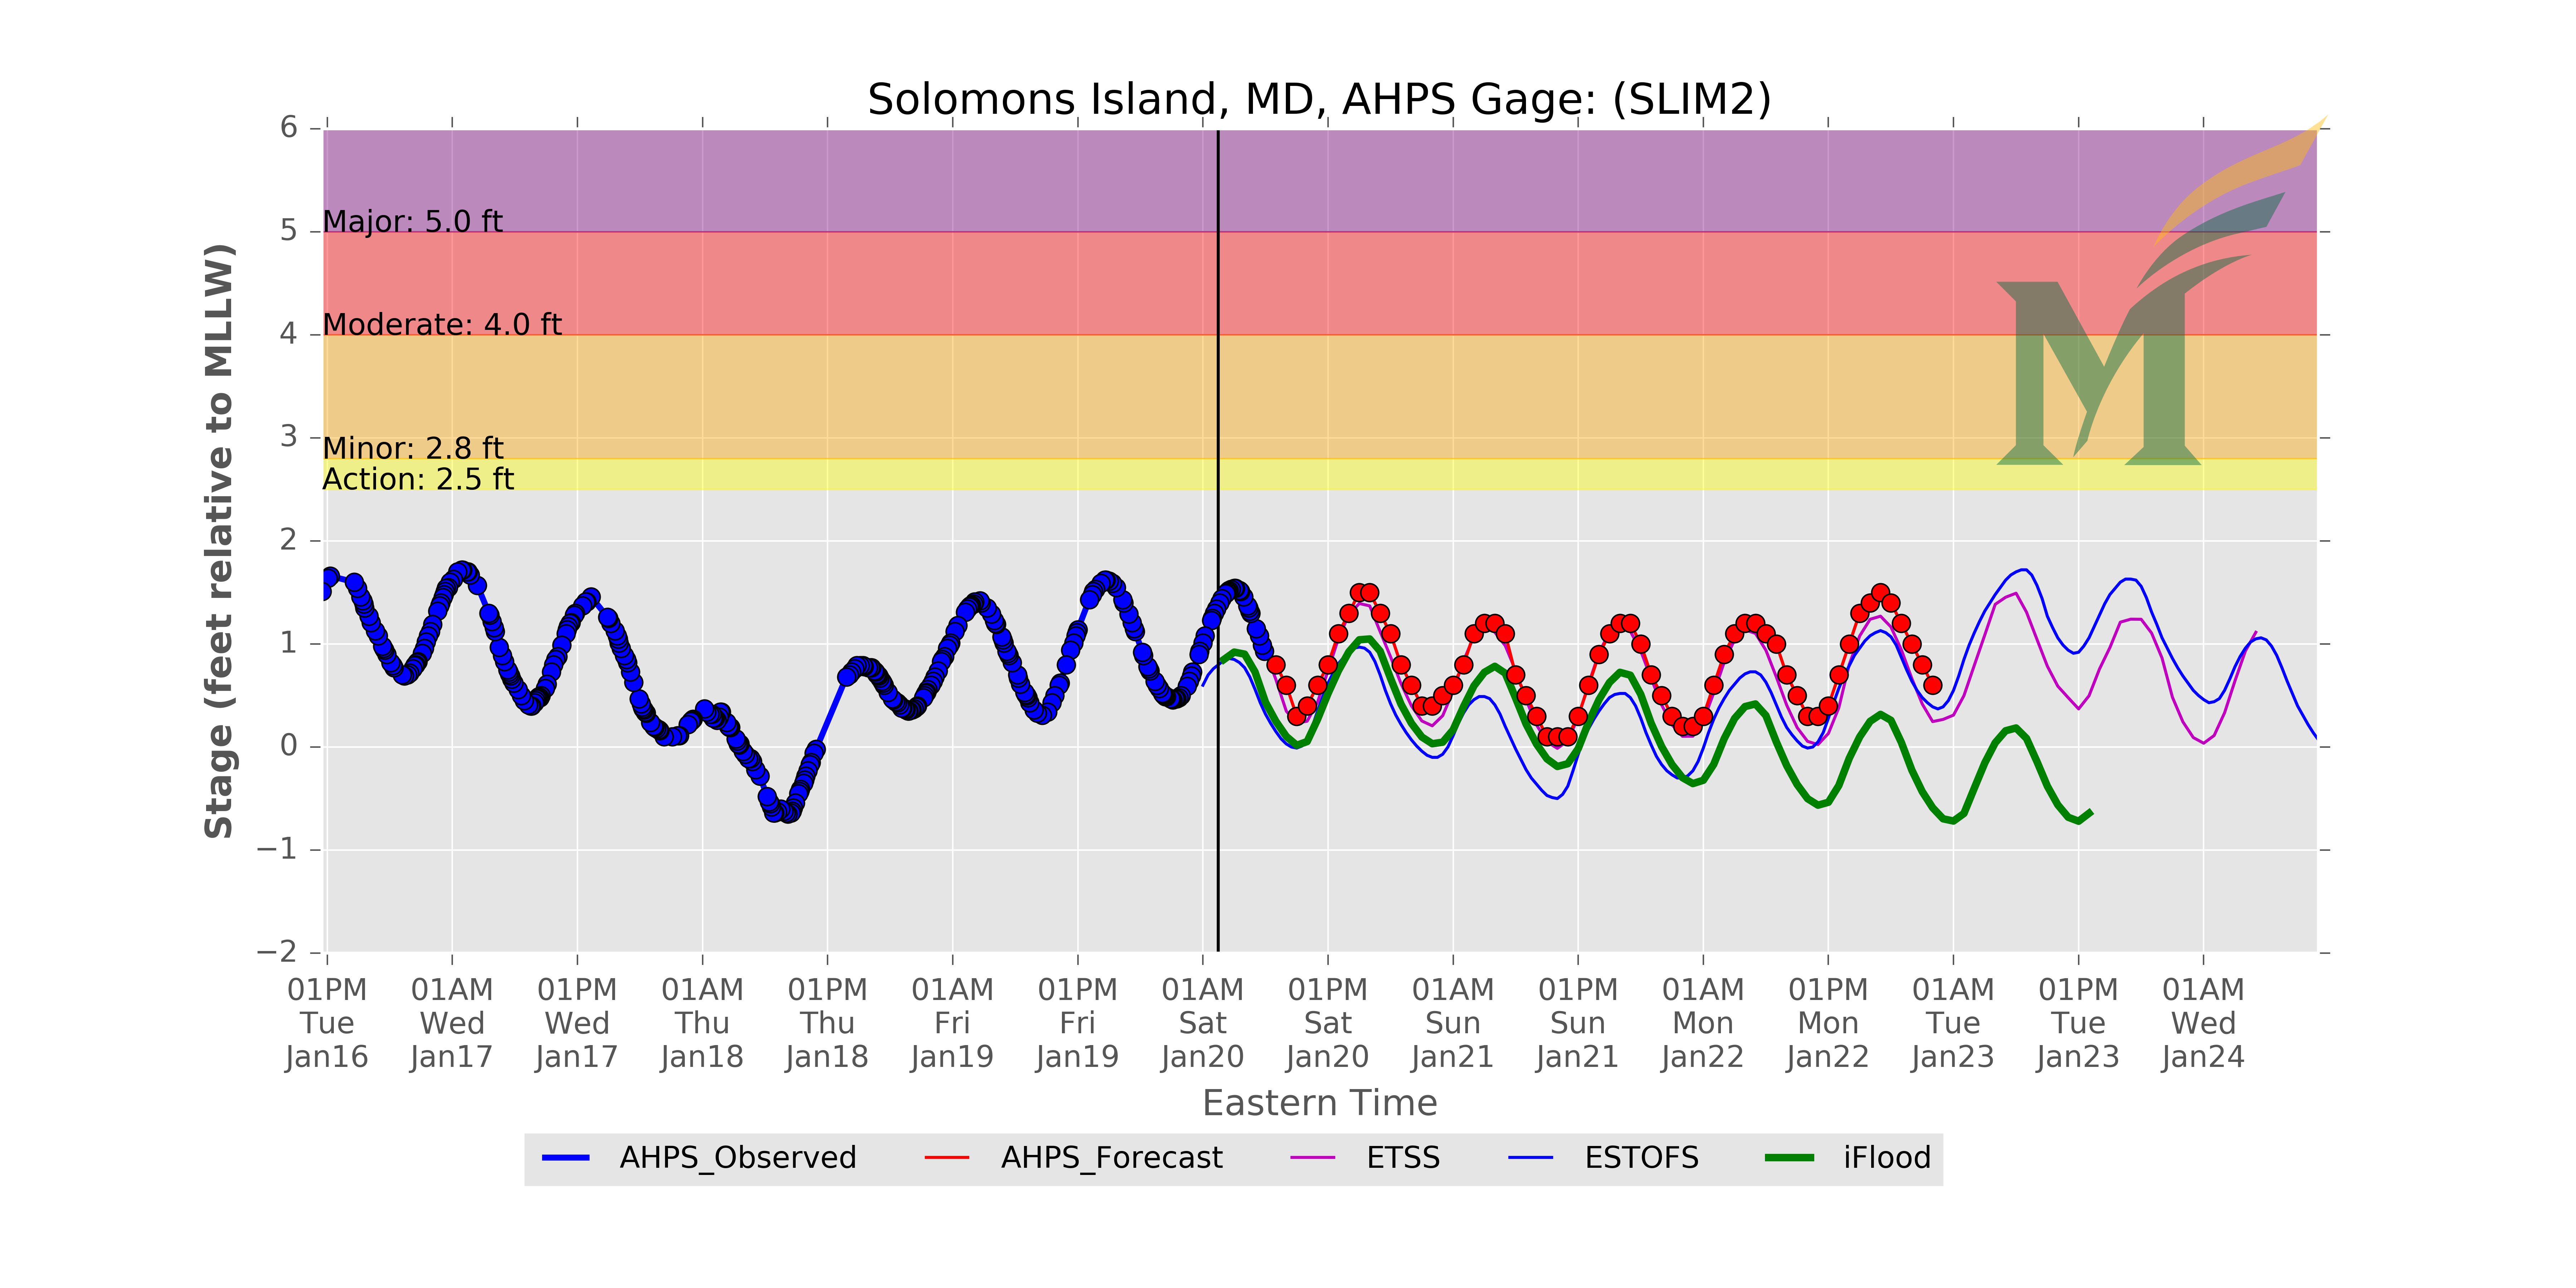 Solomons Island, MD, AHPS Gage: (SLIM2)
6
5
4
3
2
1
0
−1
−2
Stage (feet relative to MLLW)
Major: 5.0 ft
Moderate: 4.0 ft
Minor: 2.8 ft
Action: 2.5 ft
M
01PM 01AM 01PM 01AM 01PM 01AM 01PM 01AM 01PM 01AM 01PM 01AM 01PM 01AM 01PM 01AM
Tue Wed Wed Thu Thu Fri Fri Sat Sat Sun Sun Mon Mon Tue Tue Wed
Jan16 Jan17 Jan17 Jan18 Jan18 Jan19 Jan19 Jan20 Jan20 Jan21 Jan21 Jan22 Jan22 Jan23 Jan23 Jan24
Eastern Time
AHPS_Observed AHPS_Forecast ETSS ESTOFS iFlood